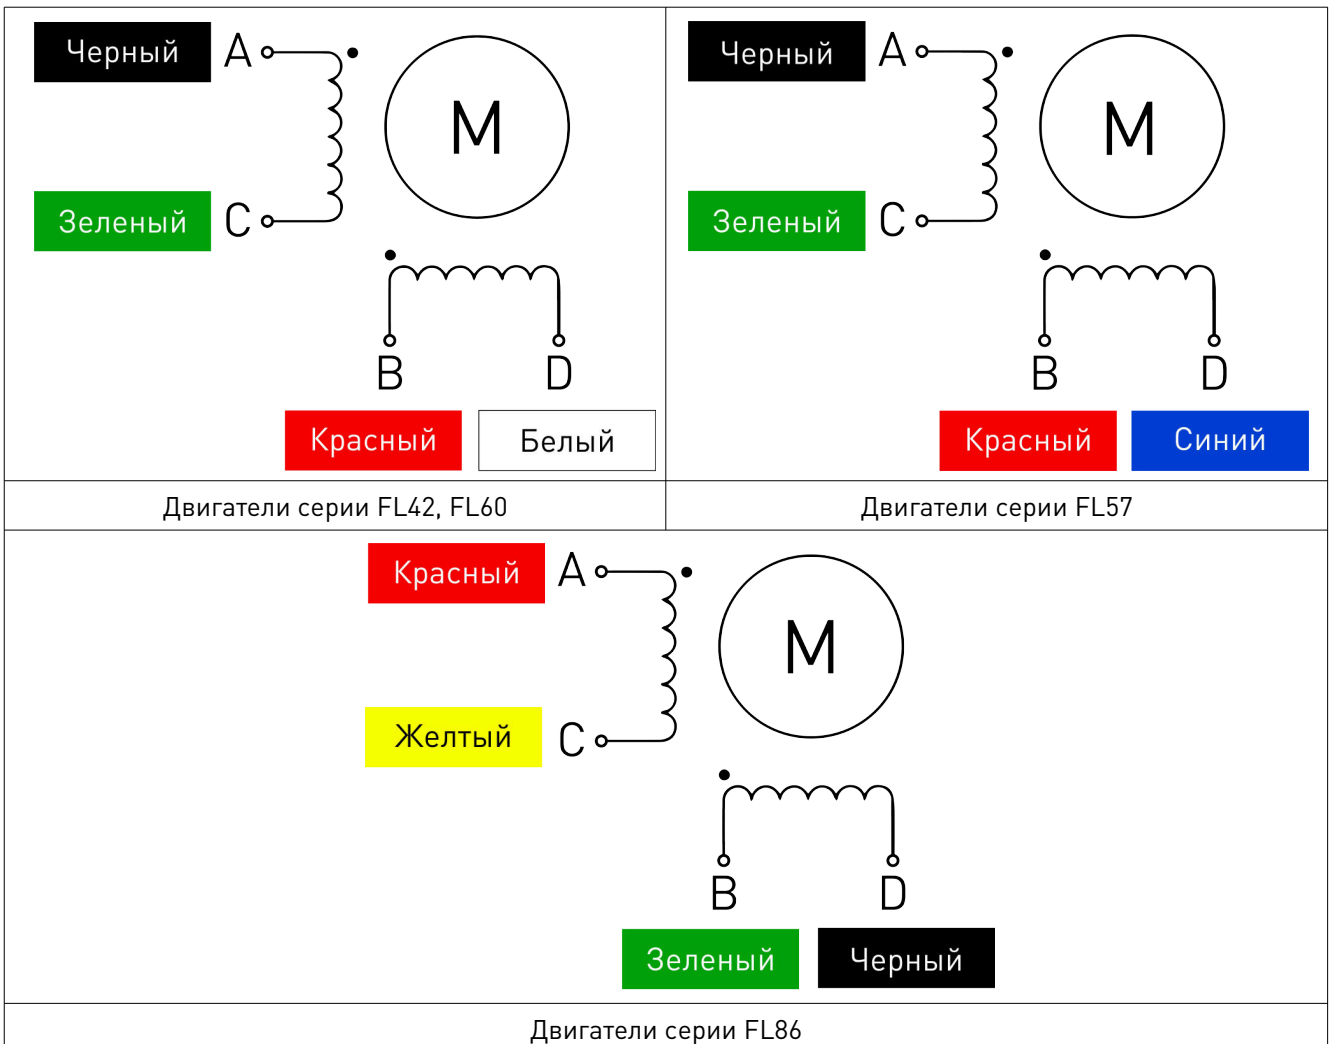 Черный A
M
Зеленый C
B D
Красный Белый
Двигатели серии FL42, FL60
Черный A
M
Зеленый C
B D
Красный Синий
Двигатели серии FL57
Красный A
M
Желтый C
B D
Зеленый Черный
Двигатели серии FL86